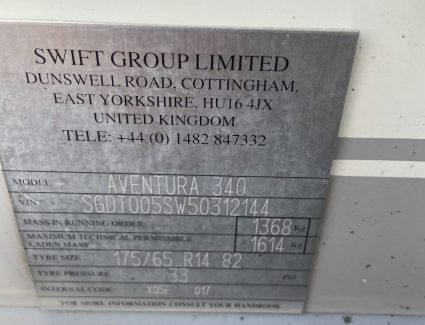 SWIFT GROUP LIMITED
DUNSWELL ROAD, COTTINGHAM,
EAST YORKSHIRE, HU16 4JX
UNITED KINGDOM
TELE: +44 (0) 1482 847332
MODEL AVENTURA 340
VIN SGDT005SW50312144
MASS IN RUNNING ORDER: 1368 Kg
MAXIMUM TECHNICAL PERMISSIBLE
LADEN MASS 1614 Kg
TYRE SIZE 175/65 R14 82
TYRE PRESSURE 33 PSI
INTERNAL CODE X05F 017
FOR MORE INFORMATION CONSULT YOUR HANDBOOK